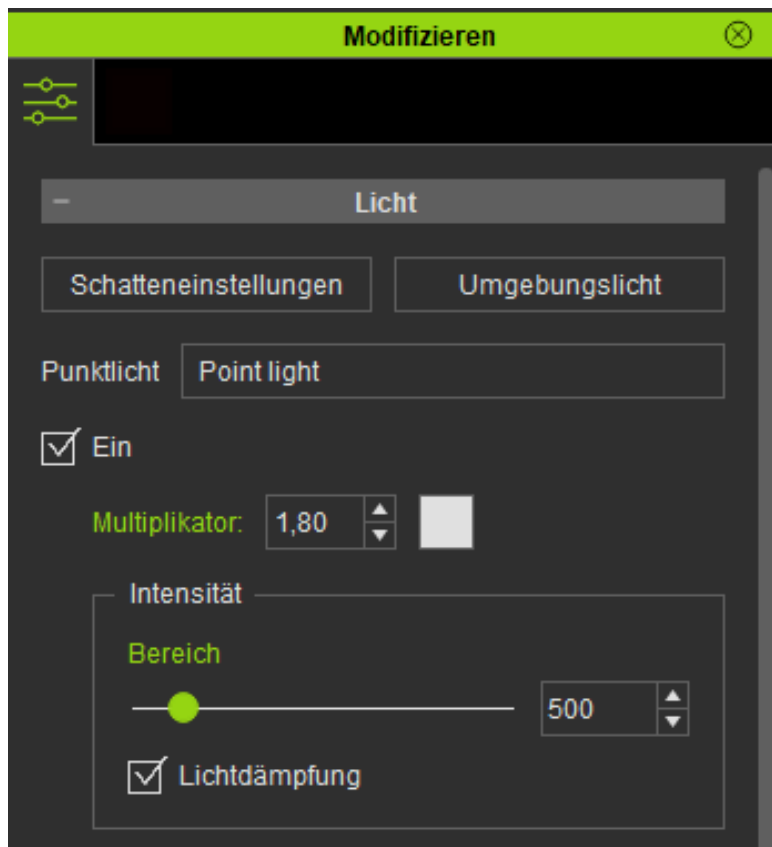 Modifizieren
Licht
Schatteneinstellungen Umgebungslicht
Punktlicht Point light
Ein
Multiplikator: 1,80
Intensität
Bereich
500
Lichtdämpfung